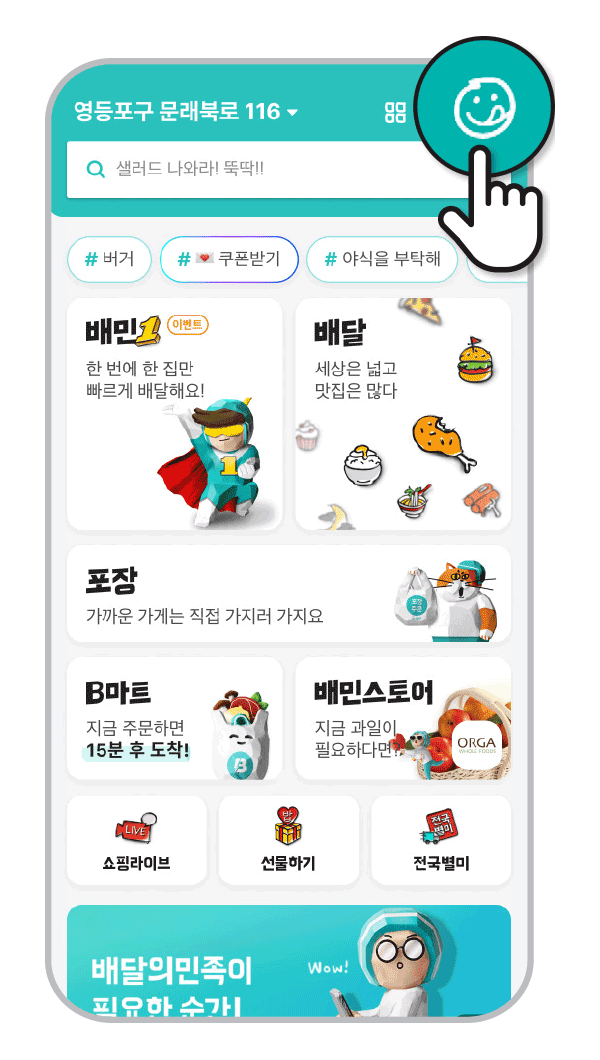 영등포구 문래북로 116
샐러드 나와라! 뚝딱!!
# 버거
# 쿠폰받기
# 야식을 부탁해
배민1 이벤트
한 번에 한 집만
빠르게 배달해요!
1
배달
세상은 넓고
맛집은 많다
포장
가까운 가게는 직접 가지러 가지요
포장
주문
B마트
지금 주문하면
15분 후 도착!
B
배민스토어
지금 과일이
필요하다면?
ORGA
WHOLE FOODS
LIVE
쇼핑라이브
밥
선물하기
전국
별미
전국별미
배달의민족이
필요한 순간!
Wow!